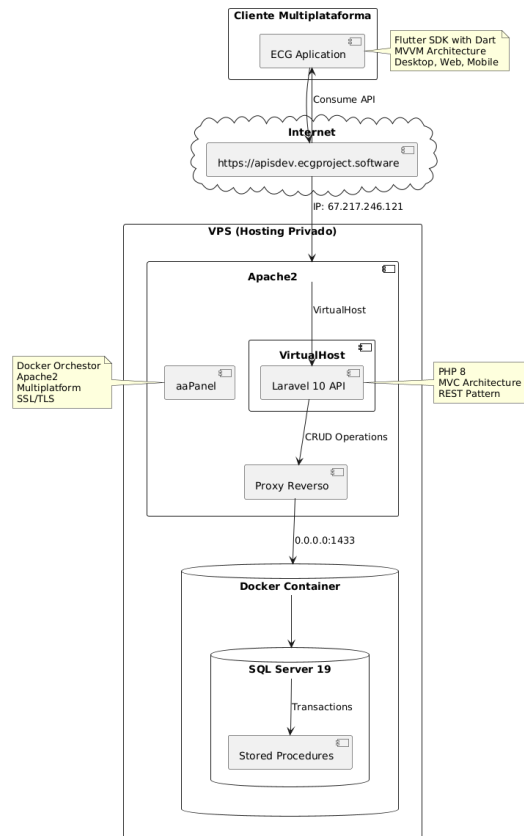 Cliente Multiplataforma
ECG Aplication
Flutter SDK with Dart
MVVM Architecture
Desktop, Web, Mobile
Consume API
Internet
https://apisdev.ecgproject.software
IP: 67.217.246.121
VPS (Hosting Privado)
Apache2
VirtualHost
VirtualHost
Laravel 10 API
aaPanel
Docker Orchestor
Apache2
Multiplatform
SSL/TLS
PHP 8
MVC Architecture
REST Pattern
CRUD Operations
Proxy Reverso
0.0.0.0:1433
Docker Container
SQL Server 19
Transactions
Stored Procedures